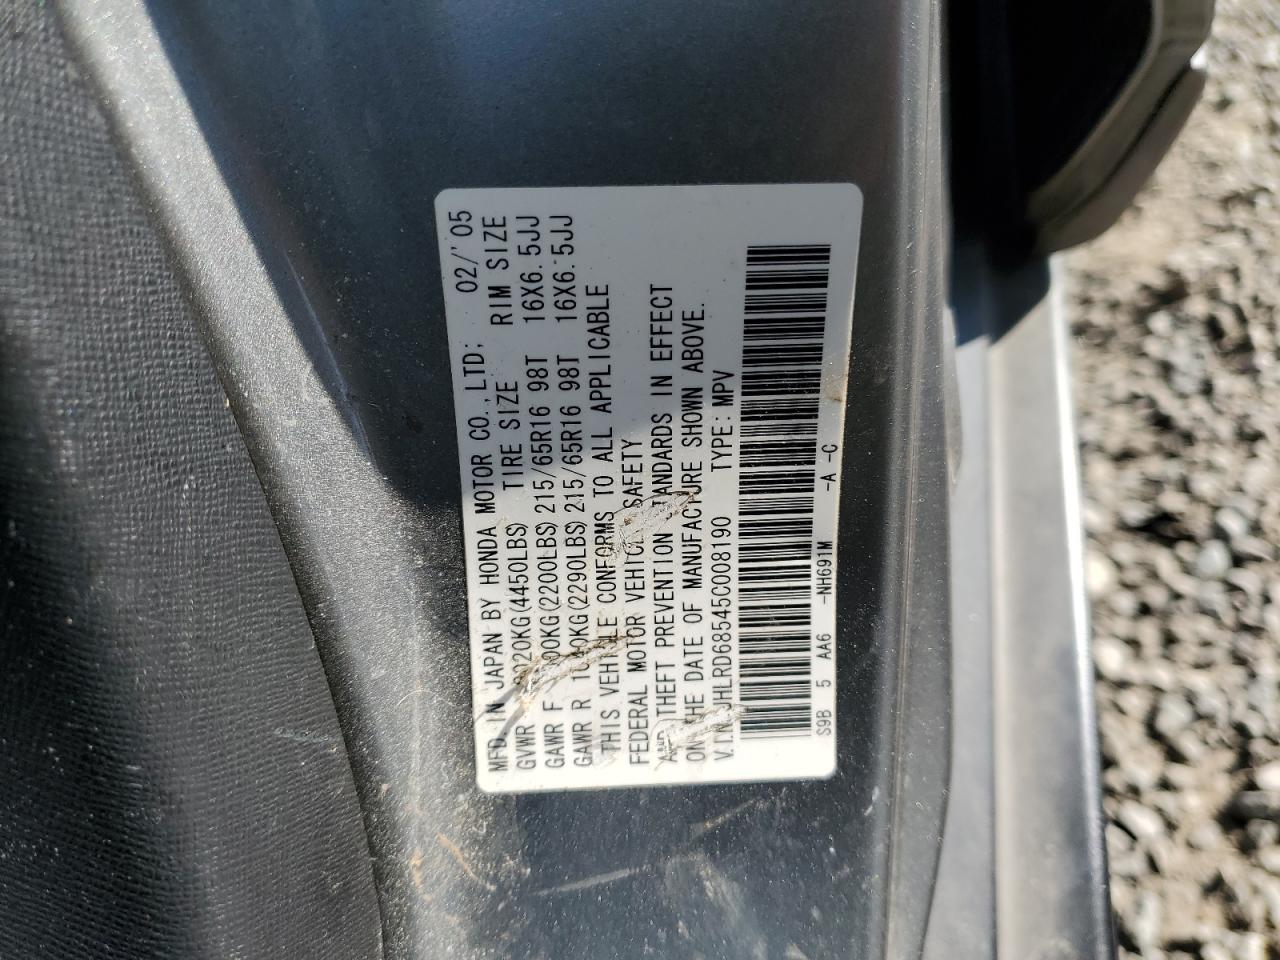 MFD. IN JAPAN BY HONDA MOTOR CO., LTD: 02/'05
GVWR 2020KG(4450LBS) TIRE SIZE RIM SIZE
GAWR F 1000KG(2200LBS) 215/65R16 98T 16X6.5JJ
GAWR R 1040KG(2290LBS) 215/65R16 98T 16X6.5JJ
THIS VEHICLE CONFORMS TO ALL APPLICABLE
FEDERAL MOTOR VEHICLE SAFETY
AND THEFT PREVENTION STANDARDS IN EFFECT
ON THE DATE OF MANUFACTURE SHOWN ABOVE.
V.I.N.: JHLRD68545C008190 TYPE: MPV
S9B 5 AA6 -NH691M -A -C